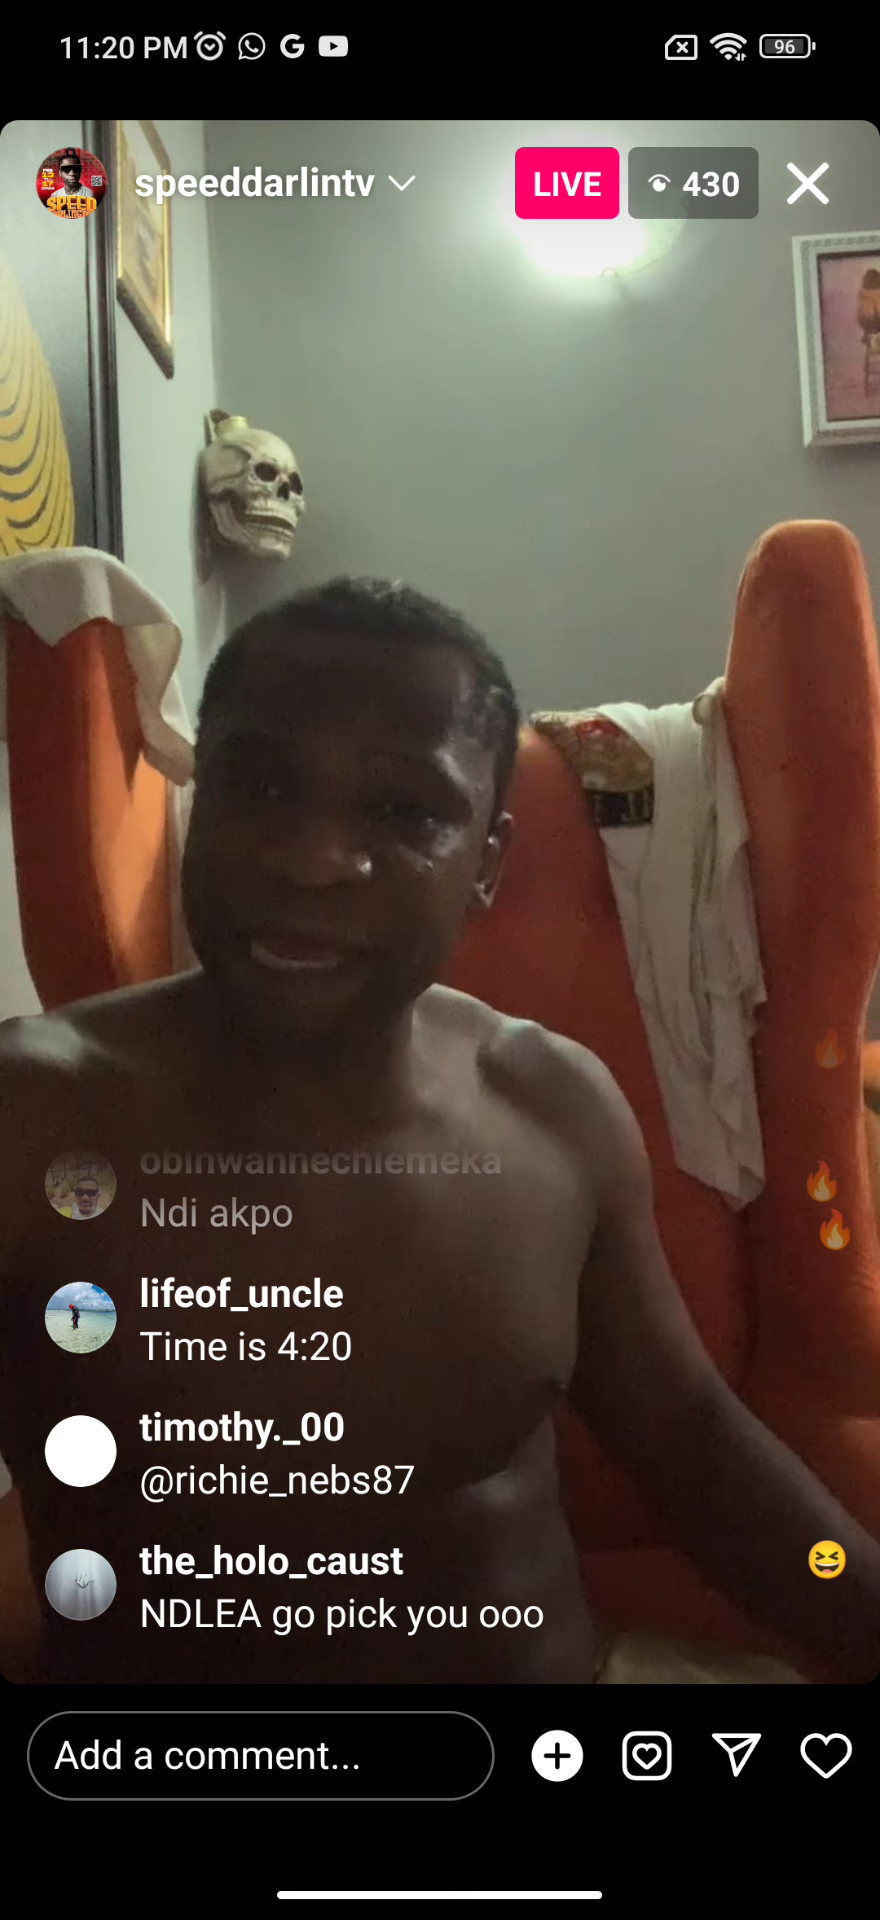 11:20 PM
96
SPEED
speeddarlintv
LIVE
430
obinwannechiemeka
Ndi akpo
lifeof_uncle
Time is 4:20
timothy._00
@richie_nebs87
the_holo_caust
NDLEA go pick you ooo
Add a comment...